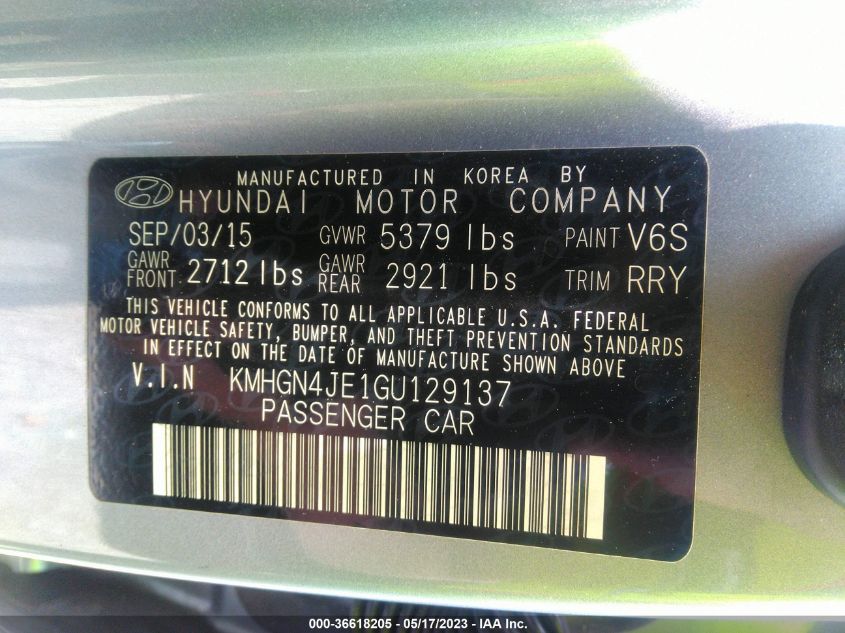 MANUFACTURED IN KOREA BY
HYUNDAI MOTOR COMPANY
SEP/03/15 GVWR 5379 lbs PAINT V6S
GAWR FRONT 2712 lbs GAWR REAR 2921 lbs TRIM RRY
THIS VEHICLE CONFORMS TO ALL APPLICABLE U.S.A. FEDERAL
MOTOR VEHICLE SAFETY, BUMPER, AND THEFT PREVENTION STANDARDS
IN EFFECT ON THE DATE OF MANUFACTURE SHOWN ABOVE.
V.I.N KMHGN4JE1GU129137
PASSENGER CAR
000-36618205 - 05/17/2023 - IAA Inc.